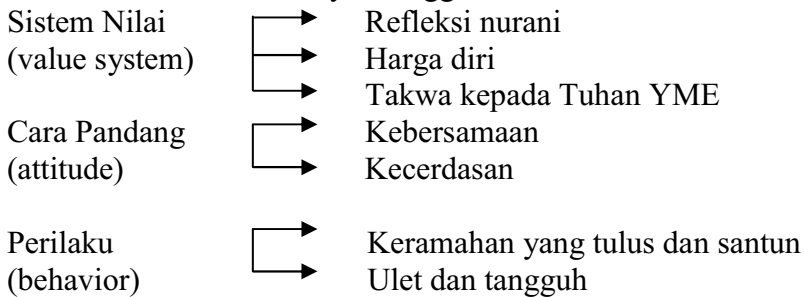 Sistem Nilai Refleksi nurani
(value system) Harga diri
Takwa kepada Tuhan YME
Cara Pandang Kebersamaan
(attitude) Kecerdasan
Perilaku Keramahan yang tulus dan santun
(behavior) Ulet dan tangguh